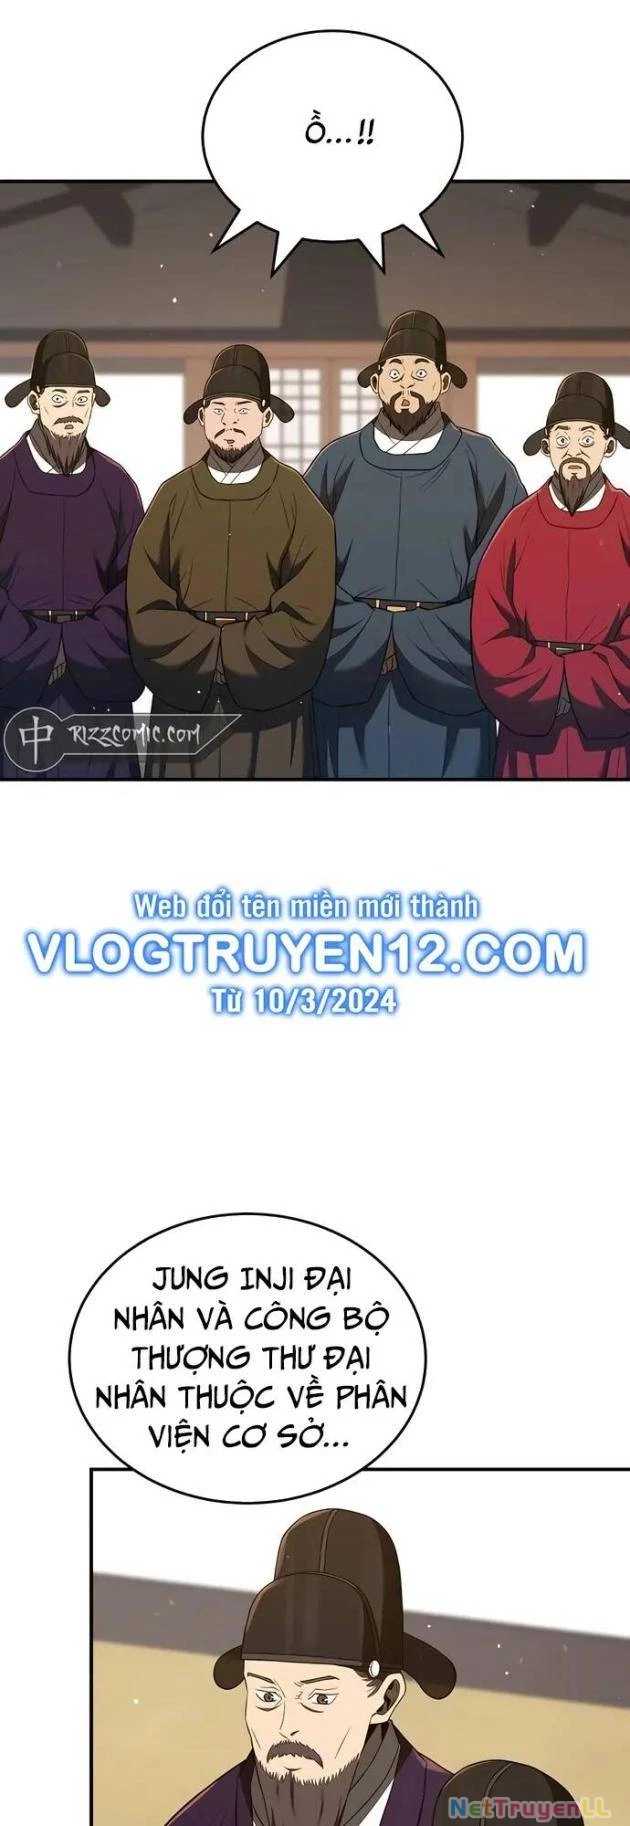 Ồ...!!
中 RIZZCOMIC.COM
Web đổi tên miền mới thành
VLOGTRUYEN12.COM
Từ 10/3/2024
JUNG INJI ĐẠI
NHÂN VÀ CÔNG BỘ
THƯỢNG THƯ ĐẠI
NHÂN THUỘC VỀ PHÂN
VIỆN CƠ SỞ...
NetTruyenLL